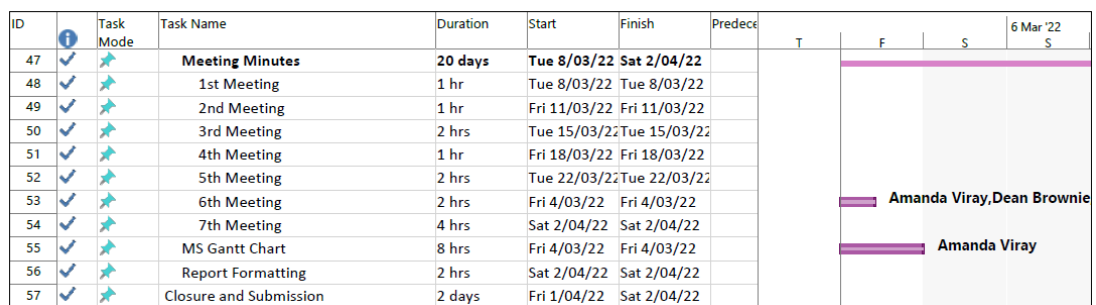 ID Task Mode Task Name Duration Start Finish Predece 6 Mar '22
T F S S
47 Meeting Minutes 20 days Tue 8/03/22 Sat 2/04/22
48 1st Meeting 1 hr Tue 8/03/22 Tue 8/03/22
49 2nd Meeting 1 hr Fri 11/03/22 Fri 11/03/22
50 3rd Meeting 2 hrs Tue 15/03/22 Tue 15/03/22
51 4th Meeting 1 hr Fri 18/03/22 Fri 18/03/22
52 5th Meeting 2 hrs Tue 22/03/22 Tue 22/03/22
53 6th Meeting 2 hrs Fri 4/03/22 Fri 4/03/22 Amanda Viray,Dean Brownie
54 7th Meeting 4 hrs Sat 2/04/22 Sat 2/04/22
55 MS Gantt Chart 8 hrs Fri 4/03/22 Fri 4/03/22 Amanda Viray
56 Report Formatting 2 hrs Sat 2/04/22 Sat 2/04/22
57 Closure and Submission 2 days Fri 1/04/22 Sat 2/04/22